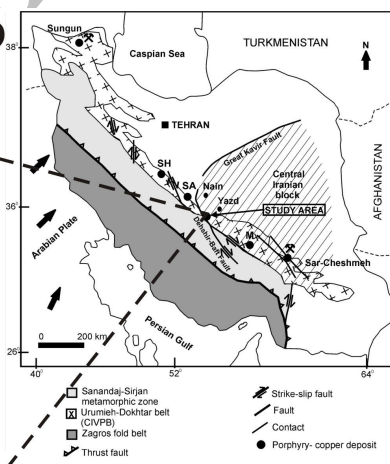 Sungun
38
Caspian Sea
TURKMENISTAN
N
TEHRAN
Great Kavir Fault
AFGHANISTAN
SH
Nain
Central
Iranian
block
SA
Yazd
36
STUDY AREA
Dehshir-Baft Fault
M
Sar-Cheshmeh
Arabian Plate
0 200 km
Persian Gulf
26
40 52 64
Sanandaj-Sirjan
metamorphic zone
Urumieh-Dokhtar belt
(CIVPB)
Zagros fold belt
Thrust fault
Strike-slip fault
Fault
Contact
Porphyry- copper deposit